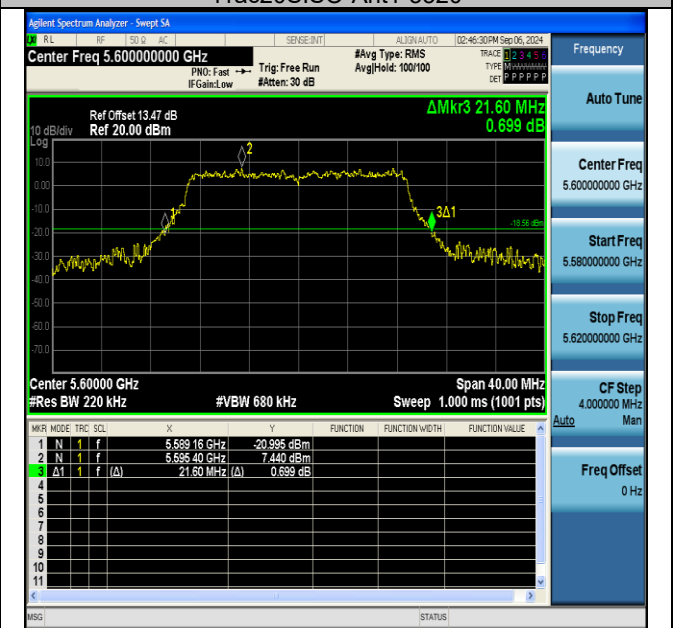 Agilent Spectrum Analyzer - Swept SA
RL RF 50 Ω AC SENSE:INT ALIGN AUTO 02:46:30 PM Sep 06, 2024
Center Freq 5.600000000 GHz
PNO: Fast
IFGain:Low
Trig: Free Run
#Atten: 30 dB
#Avg Type: RMS
Avg|Hold: 100/100
TRACE 1 2 3 4 5 6
TYPE M
DET P P P P P P
Frequency
Auto Tune
Center Freq
5.600000000 GHz
Start Freq
5.580000000 GHz
Stop Freq
5.620000000 GHz
CF Step
4.000000 MHz
Auto Man
Freq Offset
0 Hz
Ref Offset 13.47 dB
10 dB/div Ref 20.00 dBm
ΔMkr3 21.60 MHz
0.699 dB
Log
10.0
0.00
-10.0
-20.0
-30.0
-40.0
-50.0
-60.0
-70.0
1
2
3Δ1
-18.56 dBm
Center 5.60000 GHz Span 40.00 MHz
#Res BW 220 kHz #VBW 680 kHz Sweep 1.000 ms (1001 pts)
MKR MODE TRC SCL X Y FUNCTION FUNCTION WIDTH FUNCTION VALUE
1 N 1 f 5.589 16 GHz -20.995 dBm
2 N 1 f 5.595 40 GHz 7.440 dBm
3 Δ1 1 f (Δ) 21.60 MHz (Δ) 0.699 dB
4
5
6
7
8
9
10
11
MSG STATUS